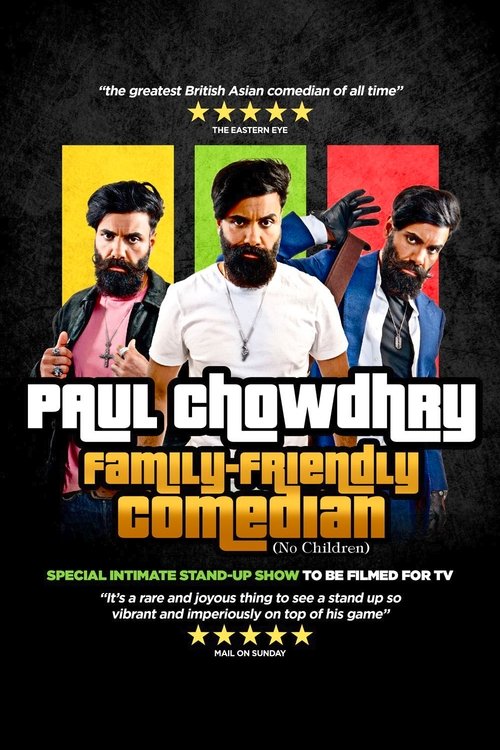 “the greatest British Asian comedian of all time”
THE EASTERN EYE
PAUL CHOWDHRY
FAMILY-FRIENDLY
COMEDIAN
(No Children)
SPECIAL INTIMATE STAND-UP SHOW TO BE FILMED FOR TV
“It’s a rare and joyous thing to see a stand up so
vibrant and imperiously on top of his game”
MAIL ON SUNDAY